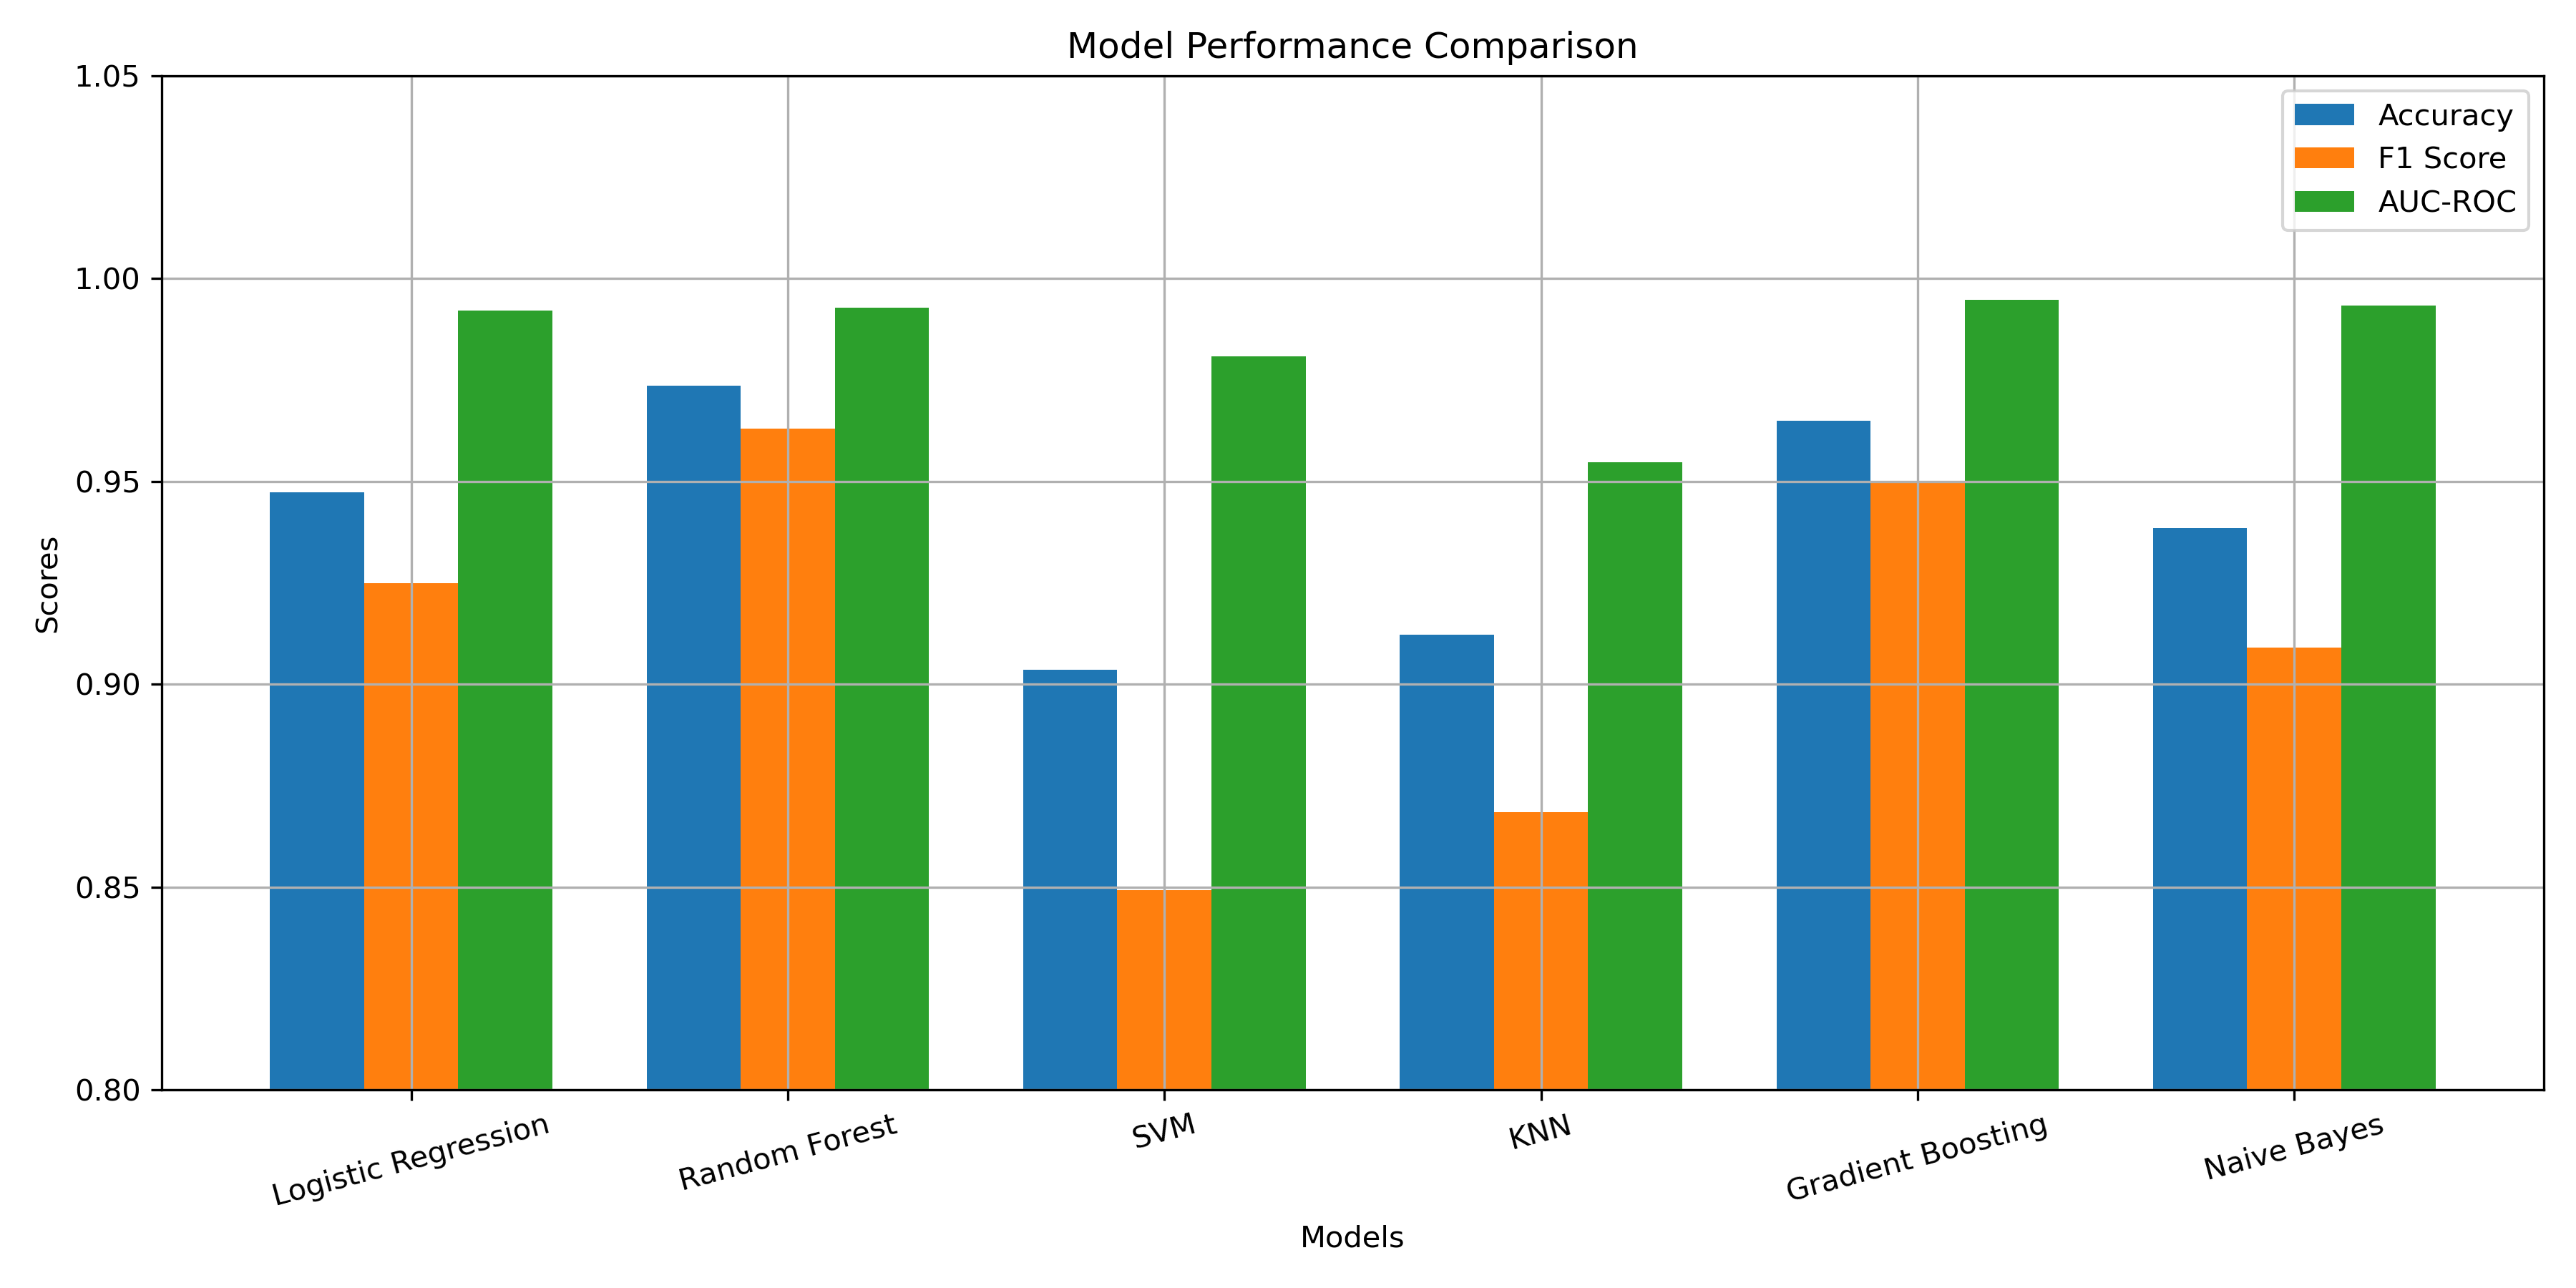 Model Performance Comparison
1.05
1.00
0.95
0.90
0.85
0.80
Scores
Accuracy
F1 Score
AUC-ROC
Logistic Regression
Random Forest
SVM
KNN
Gradient Boosting
Naive Bayes
Models